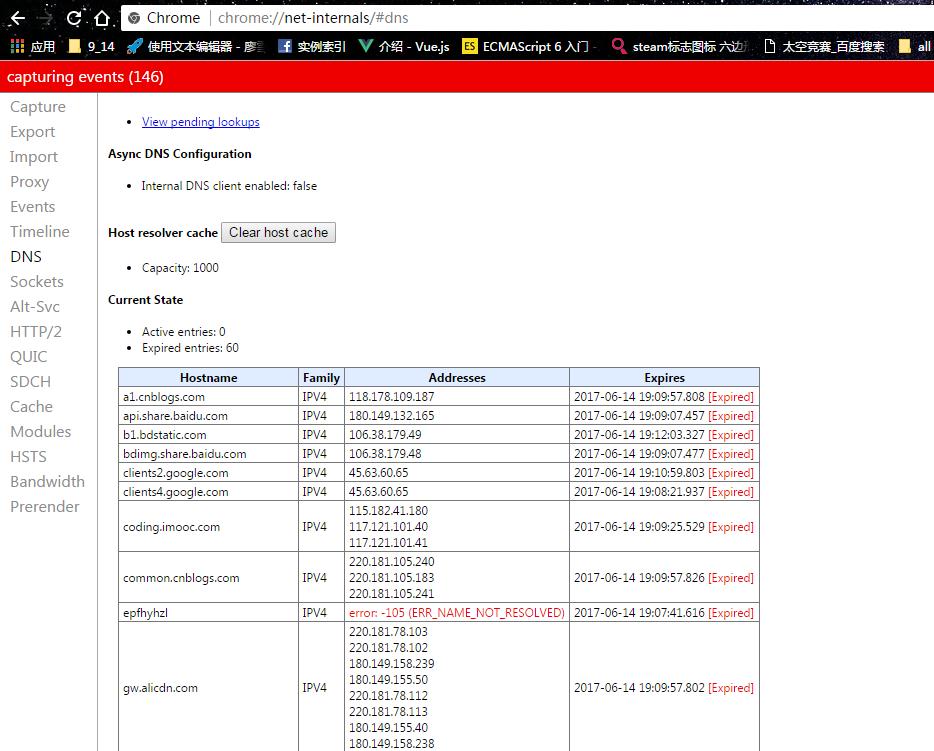 Chrome | chrome://net-internals/#dns
应用 9_14 使用文本编辑器 - 廖 实例索引 介绍 - Vue.js ES ECMAScript 6 入门 - steam标志图标 六边 太空竞赛_百度搜索 all
capturing events (146)
Capture
Export
Import
Proxy
Events
Timeline
DNS
Sockets
Alt-Svc
HTTP/2
QUIC
SDCH
Cache
Modules
HSTS
Bandwidth
Prerender
View pending lookups
Async DNS Configuration
Internal DNS client enabled: false
Host resolver cache Clear host cache
Capacity: 1000
Current State
Active entries: 0
Expired entries: 60
Hostname Family Addresses Expires
a1.cnblogs.com IPV4 118.178.109.187 2017-06-14 19:09:57.808 [Expired]
api.share.baidu.com IPV4 180.149.132.165 2017-06-14 19:09:07.457 [Expired]
b1.bdstatic.com IPV4 106.38.179.49 2017-06-14 19:12:03.327 [Expired]
bdimg.share.baidu.com IPV4 106.38.179.48 2017-06-14 19:09:07.477 [Expired]
clients2.google.com IPV4 45.63.60.65 2017-06-14 19:10:59.803 [Expired]
clients4.google.com IPV4 45.63.60.65 2017-06-14 19:08:21.937 [Expired]
115.182.41.180
coding.imooc.com IPV4 117.121.101.40 2017-06-14 19:09:25.529 [Expired]
117.121.101.41
220.181.105.240
common.cnblogs.com IPV4 220.181.105.183 2017-06-14 19:09:57.826 [Expired]
220.181.105.241
epfhyhzl IPV4 error: -105 (ERR_NAME_NOT_RESOLVED) 2017-06-14 19:07:41.616 [Expired]
220.181.78.103
220.181.78.102
180.149.158.239
180.149.155.50
gw.alicdn.com IPV4 2017-06-14 19:09:57.802 [Expired]
220.181.78.112
220.181.78.113
180.149.155.40
180.149.158.238